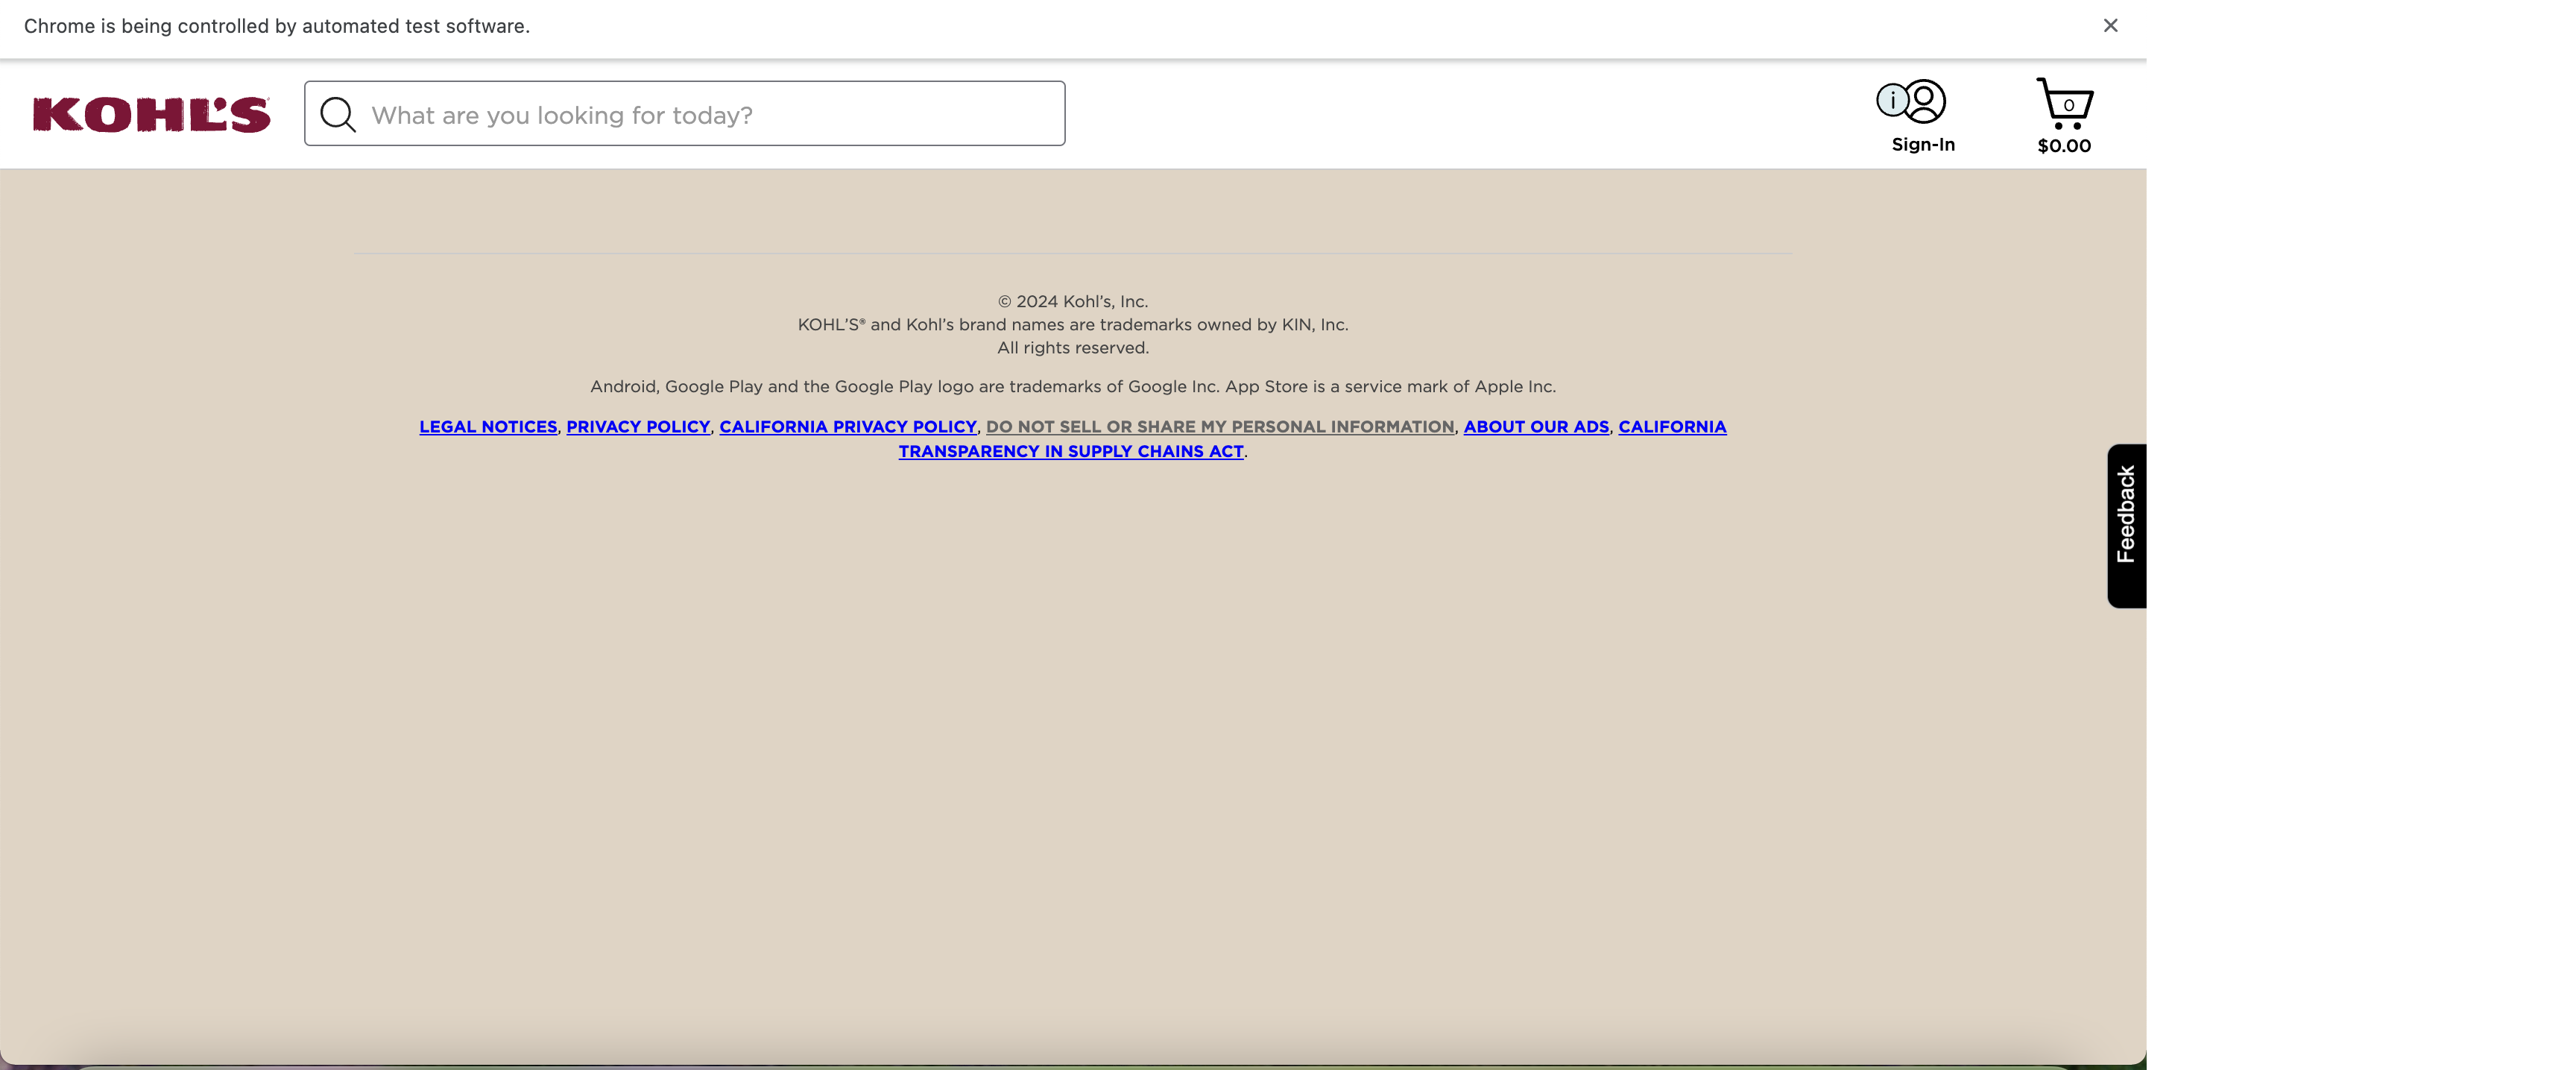 Chrome is being controlled by automated test software.
KOHL'S
What are you looking for today?
i
Sign-In
0
$0.00
© 2024 Kohl’s, Inc.
KOHL’S® and Kohl’s brand names are trademarks owned by KIN, Inc.
All rights reserved.
Android, Google Play and the Google Play logo are trademarks of Google Inc. App Store is a service mark of Apple Inc.
LEGAL NOTICES, PRIVACY POLICY, CALIFORNIA PRIVACY POLICY, DO NOT SELL OR SHARE MY PERSONAL INFORMATION, ABOUT OUR ADS, CALIFORNIA
TRANSPARENCY IN SUPPLY CHAINS ACT.
Feedback